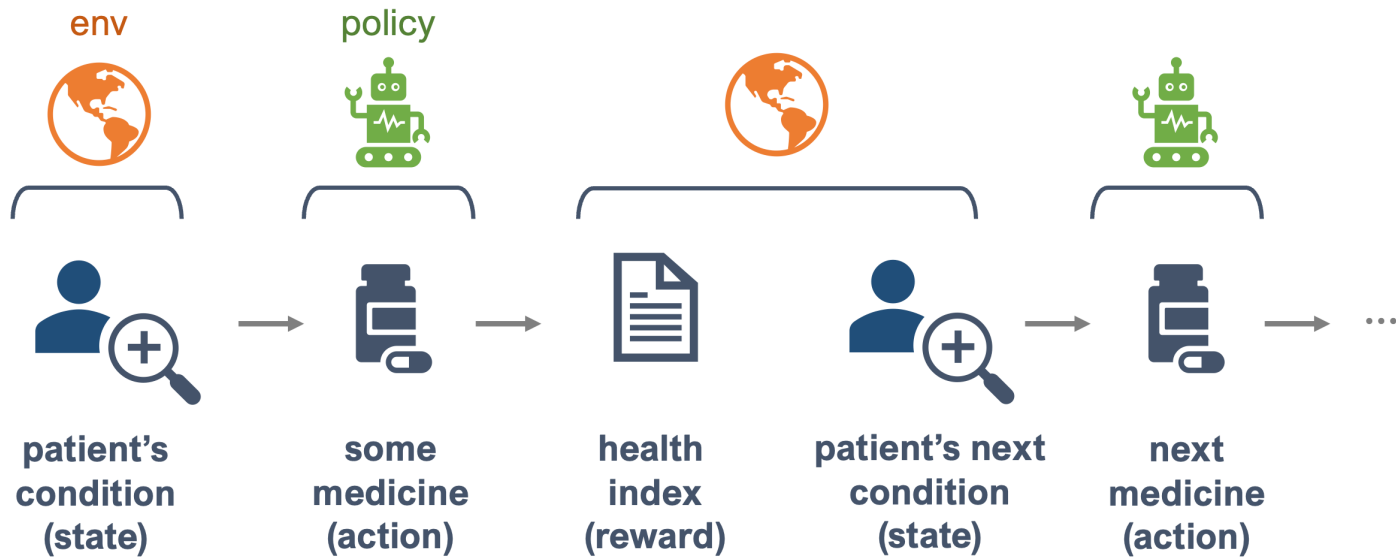 env
policy
patient's
condition
(state)
some
medicine
(action)
health
index
(reward)
patient's next
condition
(state)
next
medicine
(action)
...